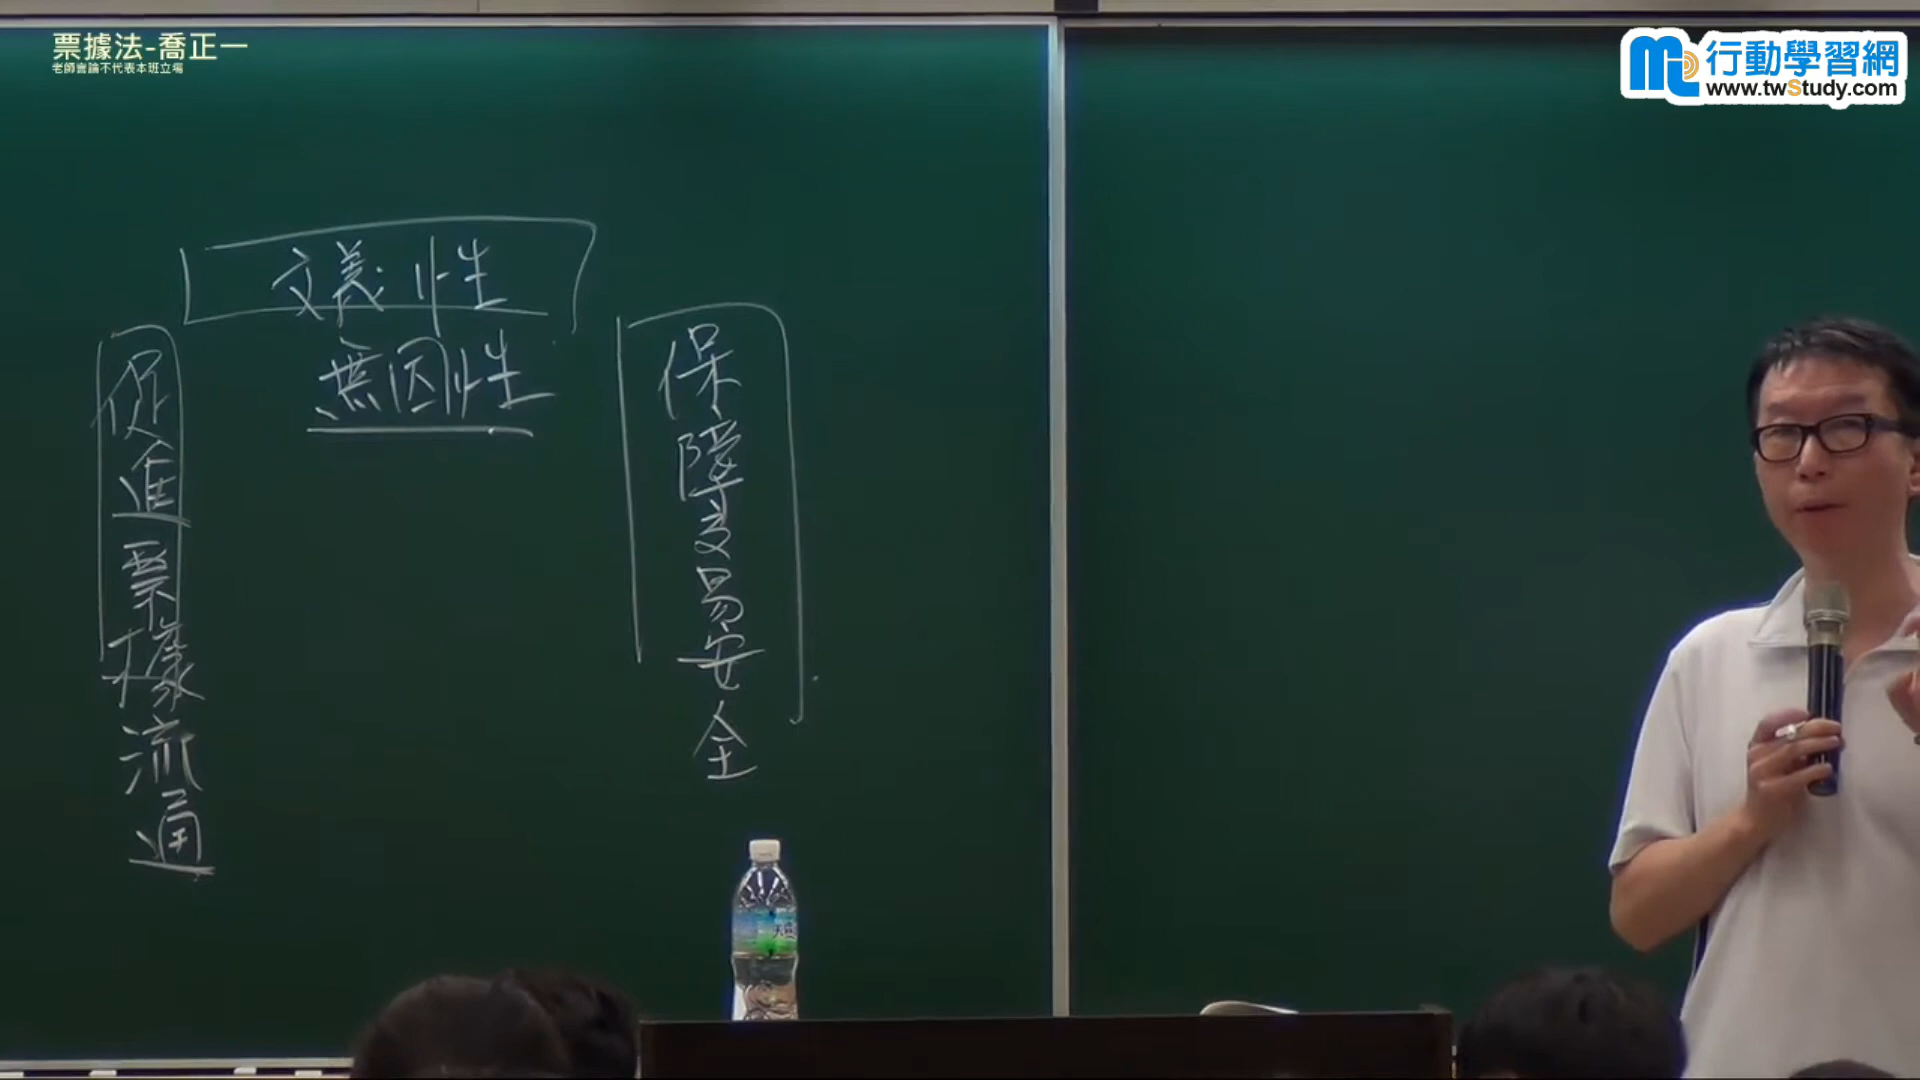 票據法-喬正一
老師言論不代表本班立場
行動學習網
www.twStudy.com
文義性
無因性
促進票據流通
保障交易安全